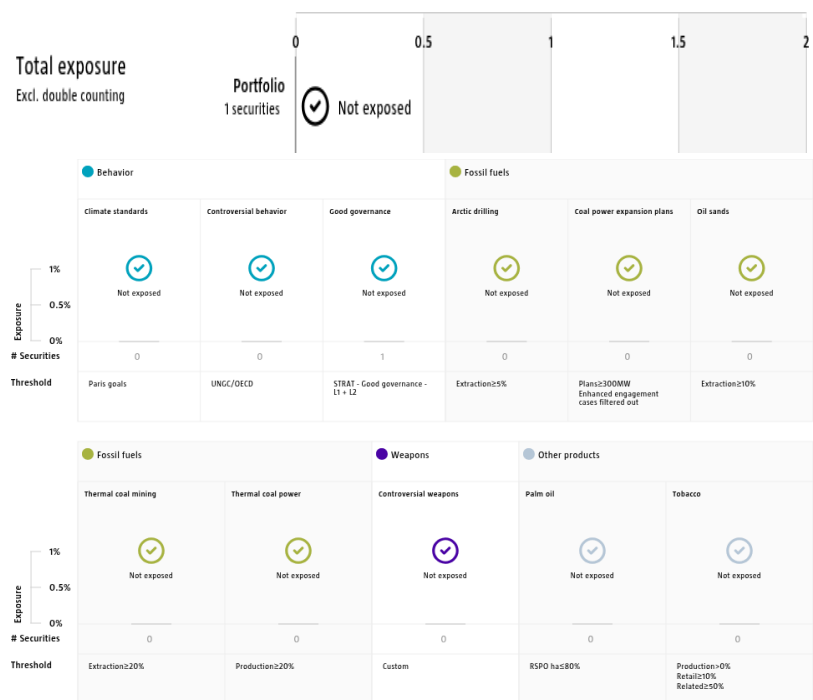 0 0.5 1 1.5 2
Total exposure
Excl. double counting
Portfolio
1 securities
Not exposed
Behavior Fossil fuels
Climate standards Controversial behavior Good governance Arctic drilling Coal power expansion plans Oil sands
Not exposed Not exposed Not exposed Not exposed Not exposed Not exposed
Exposure
1%
0.5%
0%
# Securities 0 0 1 0 0 0
Threshold Paris goals UNGC/OECD STRAT - Good governance - Extraction≥5% Plans≥300MW Extraction≥10%
L1 + L2 Enhanced engagement
cases filtered out
Fossil fuels Weapons Other products
Thermal coal mining Thermal coal power Controversial weapons Palm oil Tobacco
Not exposed Not exposed Not exposed Not exposed Not exposed
Exposure
1%
0.5%
0%
# Securities 0 0 0 0 0
Threshold Extraction≥20% Production≥20% Custom RSPO ha≤80% Production>0%
Retail≥10%
Related≥50%